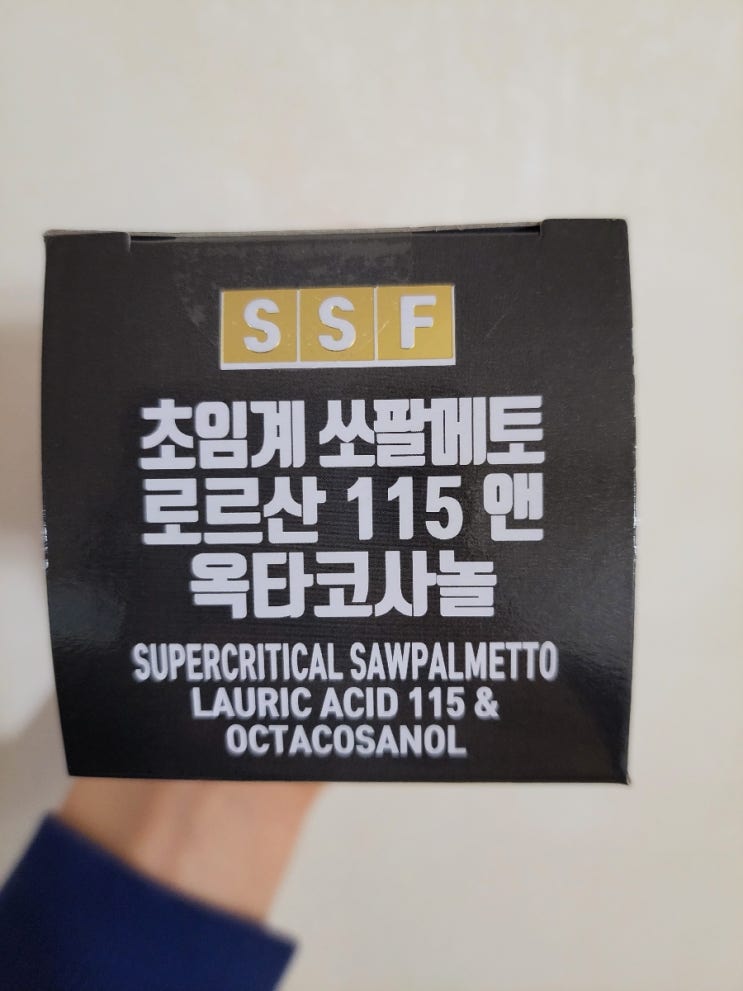 SSF
초임계 쏘팔메토
로르산 115 앤
옥타코사놀
SUPERCRITICAL SAWPALMETTO
LAURIC ACID 115 &
OCTACOSANOL